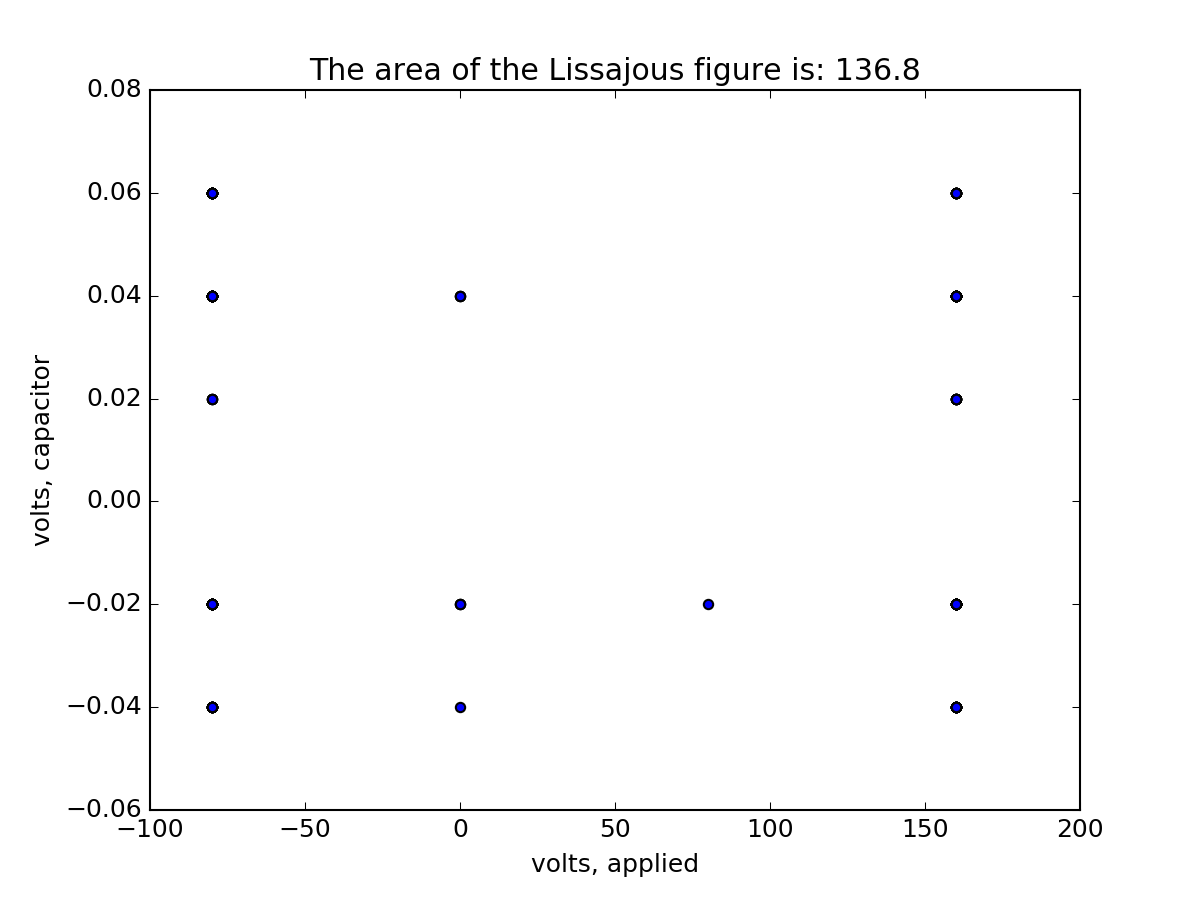 The area of the Lissajous figure is: 136.8
0.08
0.06
0.04
0.02
0.00
−0.02
−0.04
−0.06
volts, capacitor
−100 −50 0 50 100 150 200
volts, applied